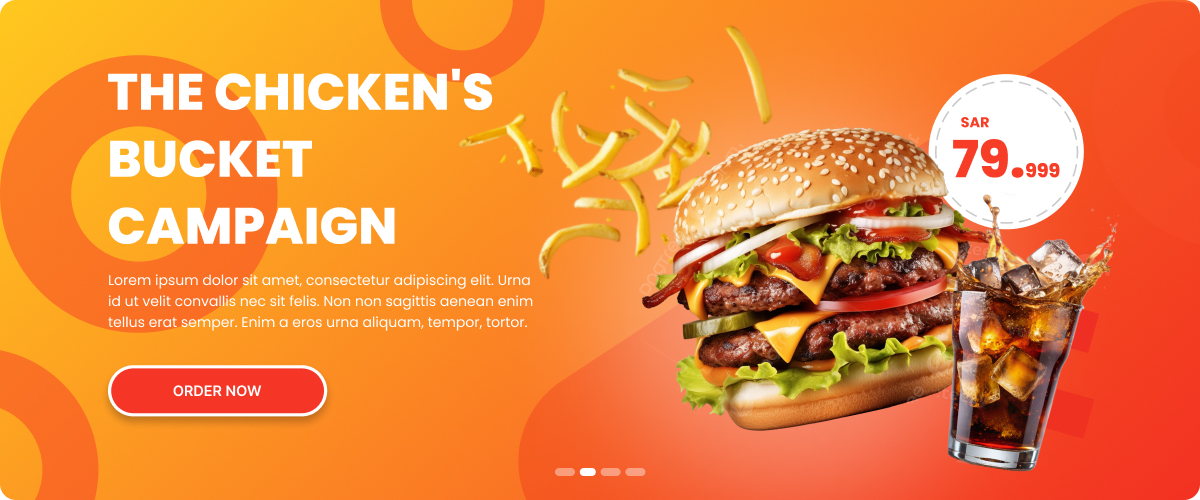 THE CHICKEN'S
BUCKET
CAMPAIGN
Lorem ipsum dolor sit amet, consectetur adipiscing elit. Urna
id ut velit convallis nec sit felis. Non non sagittis aenean enim
tellus erat semper. Enim a eros urna aliquam, tempor, tortor.
ORDER NOW
SAR
79.999